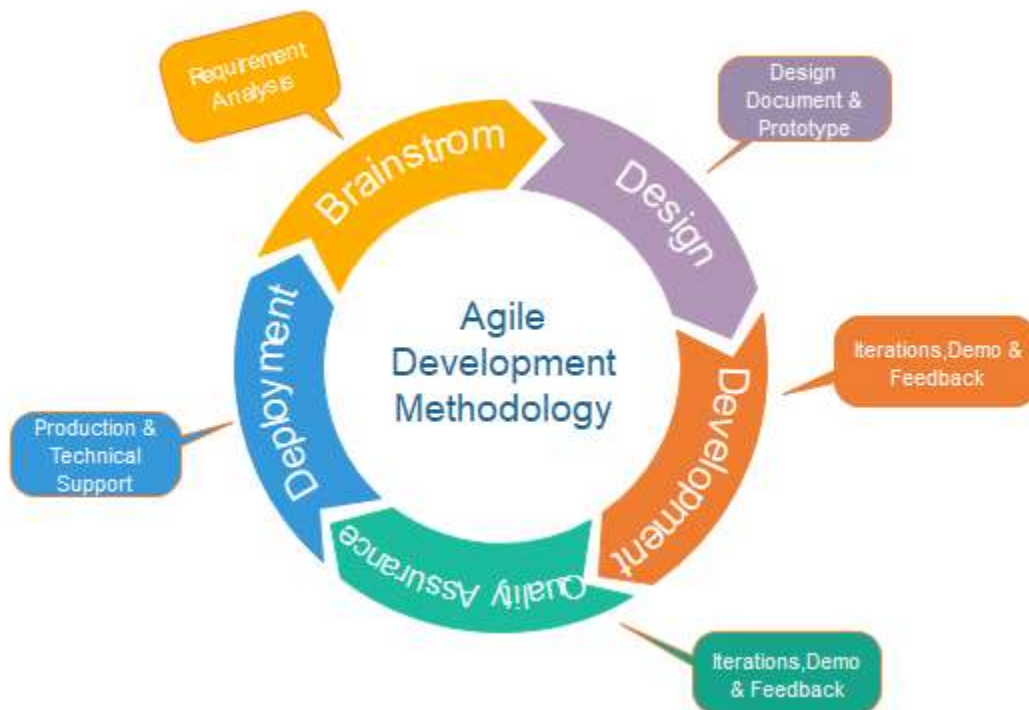 Requirement
Analysis
Brainstrom
Design
Document &
Prototype
Design
Iterations,Demo &
Feedback
Development
Iterations,Demo
& Feedback
Quality Assurance
Production &
Technical
Support
Deployment
Agile
Development
Methodology